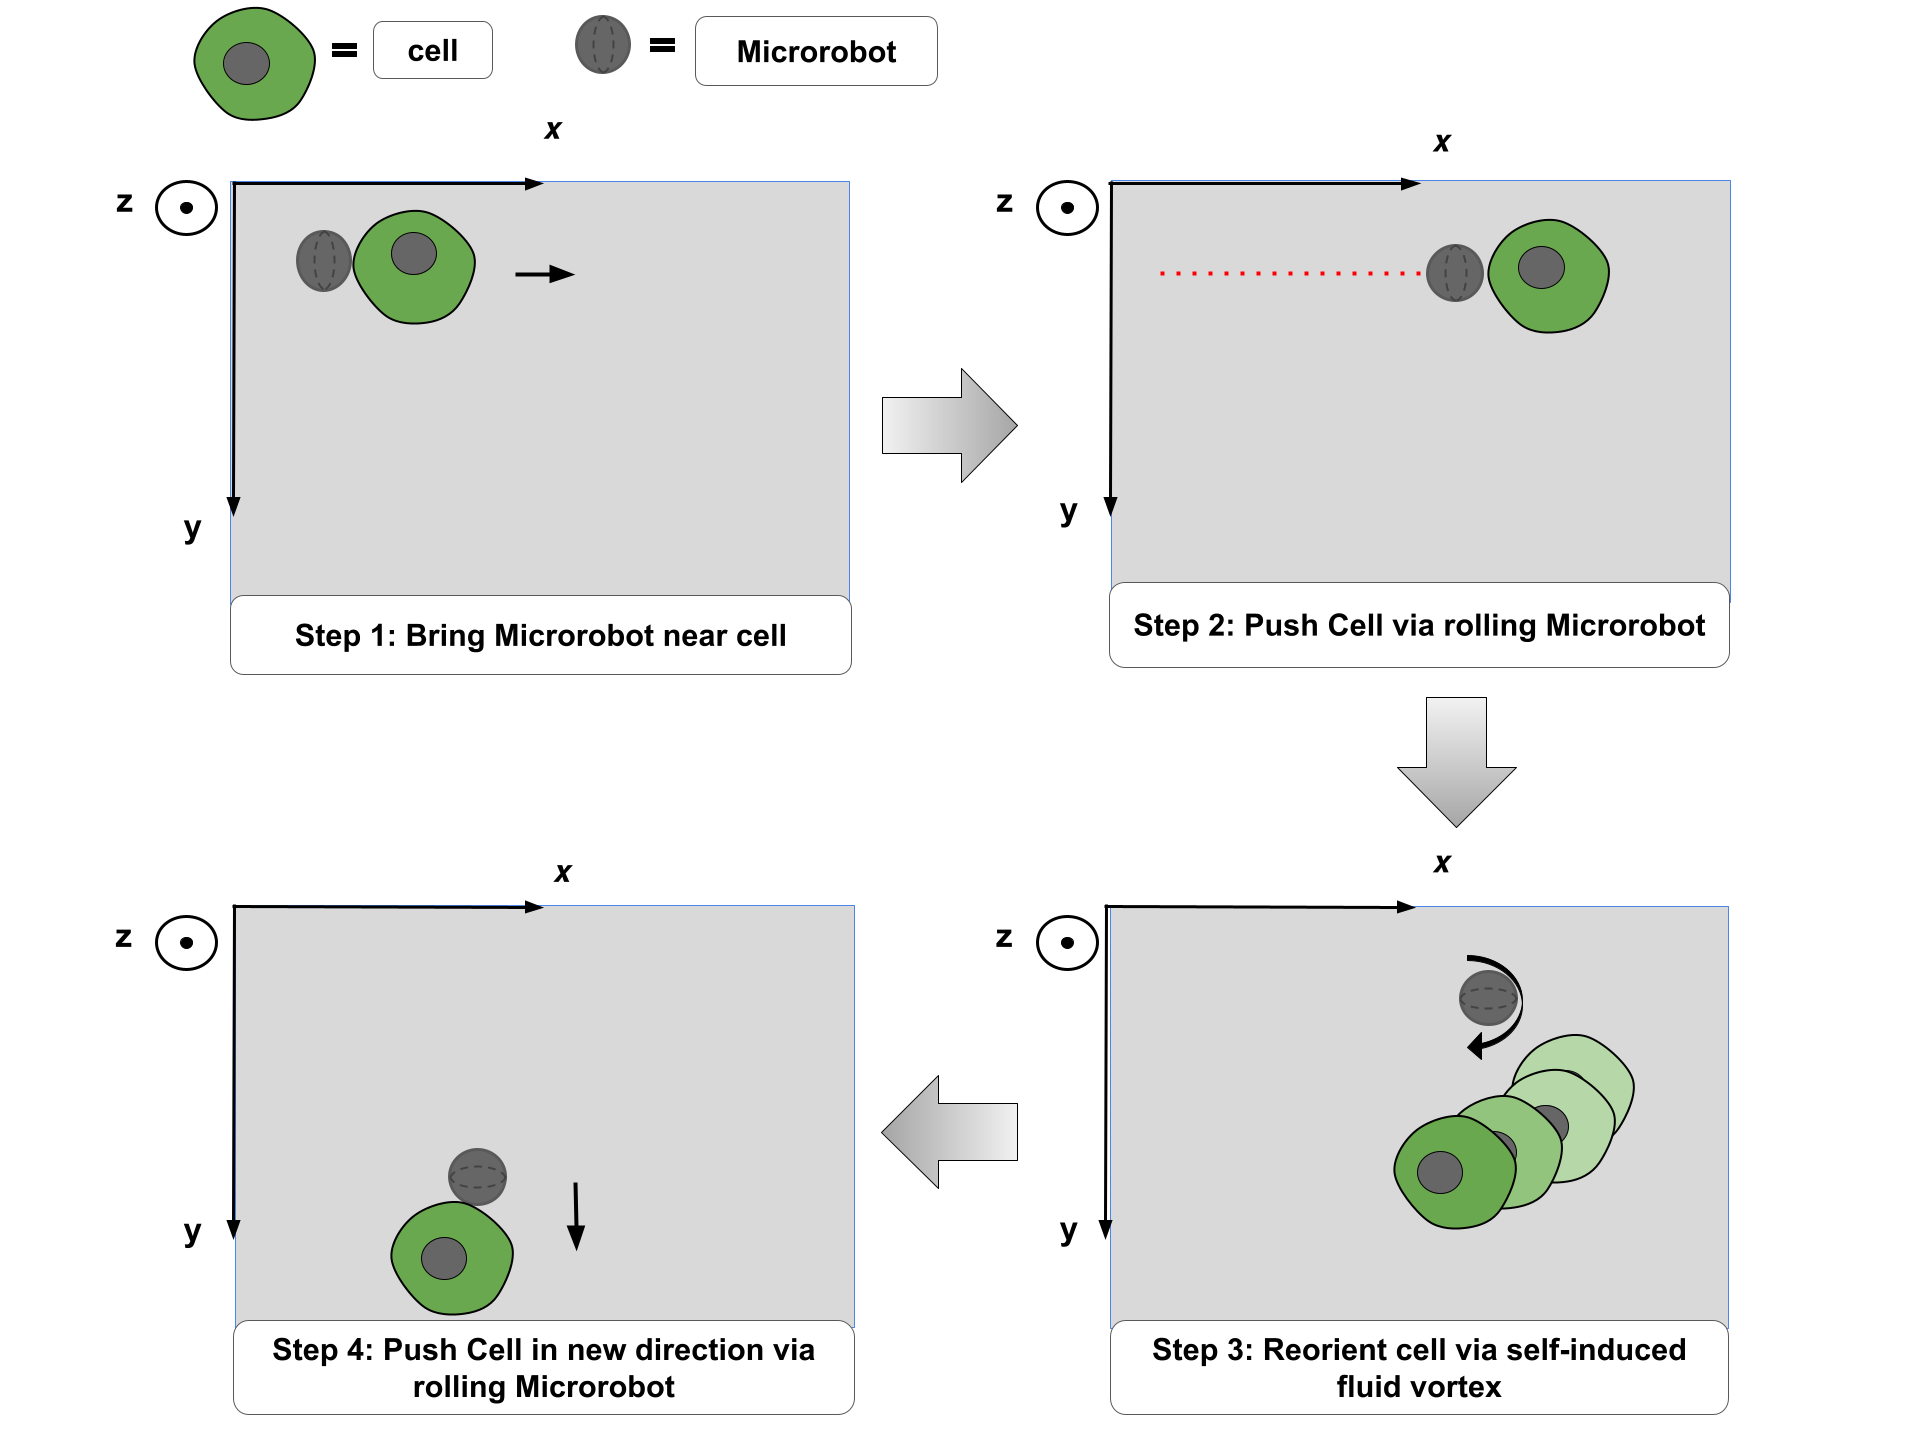 = cell
= Microrobot
x
z
y
Step 1: Bring Microrobot near cell
x
z
y
Step 2: Push Cell via rolling Microrobot
x
z
y
Step 3: Reorient cell via self-induced
fluid vortex
x
z
y
Step 4: Push Cell in new direction via
rolling Microrobot